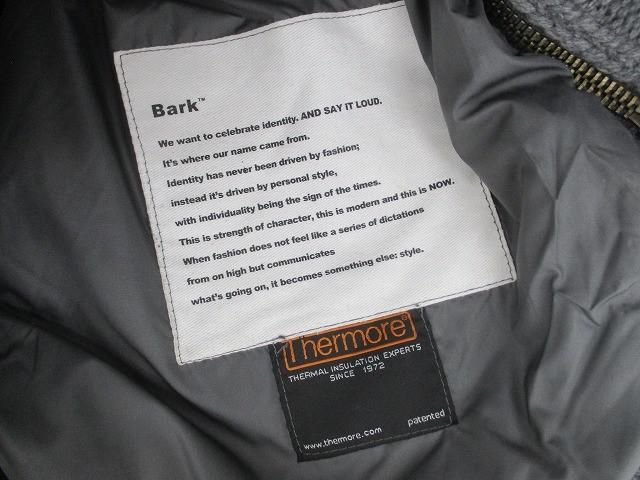 Bark™
We want to celebrate identity. AND SAY IT LOUD.
It's where our name came from.
Identity has never been driven by fashion;
instead it's driven by personal style,
with individuality being the sign of the times.
This is strength of character, this is modern and this is NOW.
When fashion does not feel like a series of dictations
from on high but communicates
what's going on, it becomes something else: style.
Thermore®
THERMAL INSULATION EXPERTS
SINCE 1972
www.thermore.com patented